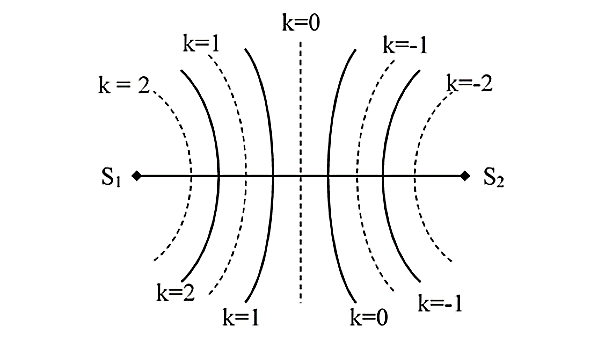 k=0
k=1
k=-1
k = 2
k=-2
S₁
S₂
k=2
k=1
k=0
k=-1